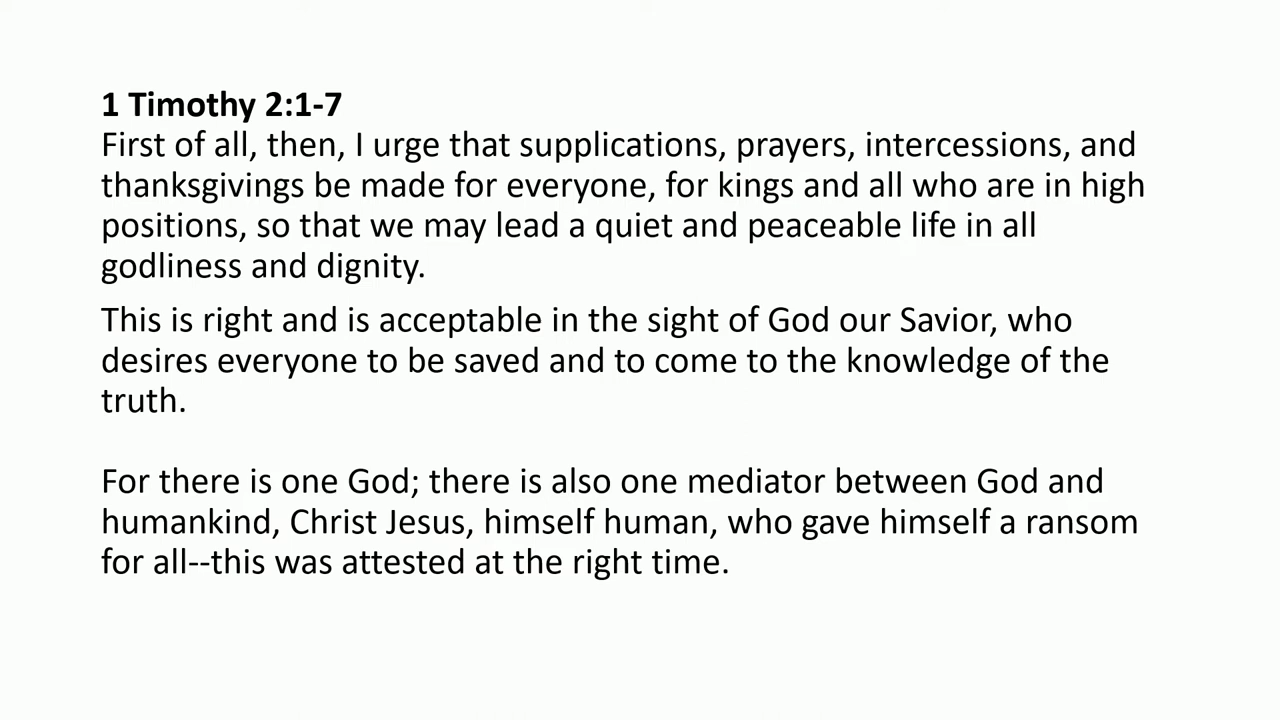 1 Timothy 2:1-7
First of all, then, I urge that supplications, prayers, intercessions, and
thanksgivings be made for everyone, for kings and all who are in high
positions, so that we may lead a quiet and peaceable life in all
godliness and dignity.
This is right and is acceptable in the sight of God our Savior, who
desires everyone to be saved and to come to the knowledge of the
truth.
For there is one God; there is also one mediator between God and
humankind, Christ Jesus, himself human, who gave himself a ransom
for all--this was attested at the right time.